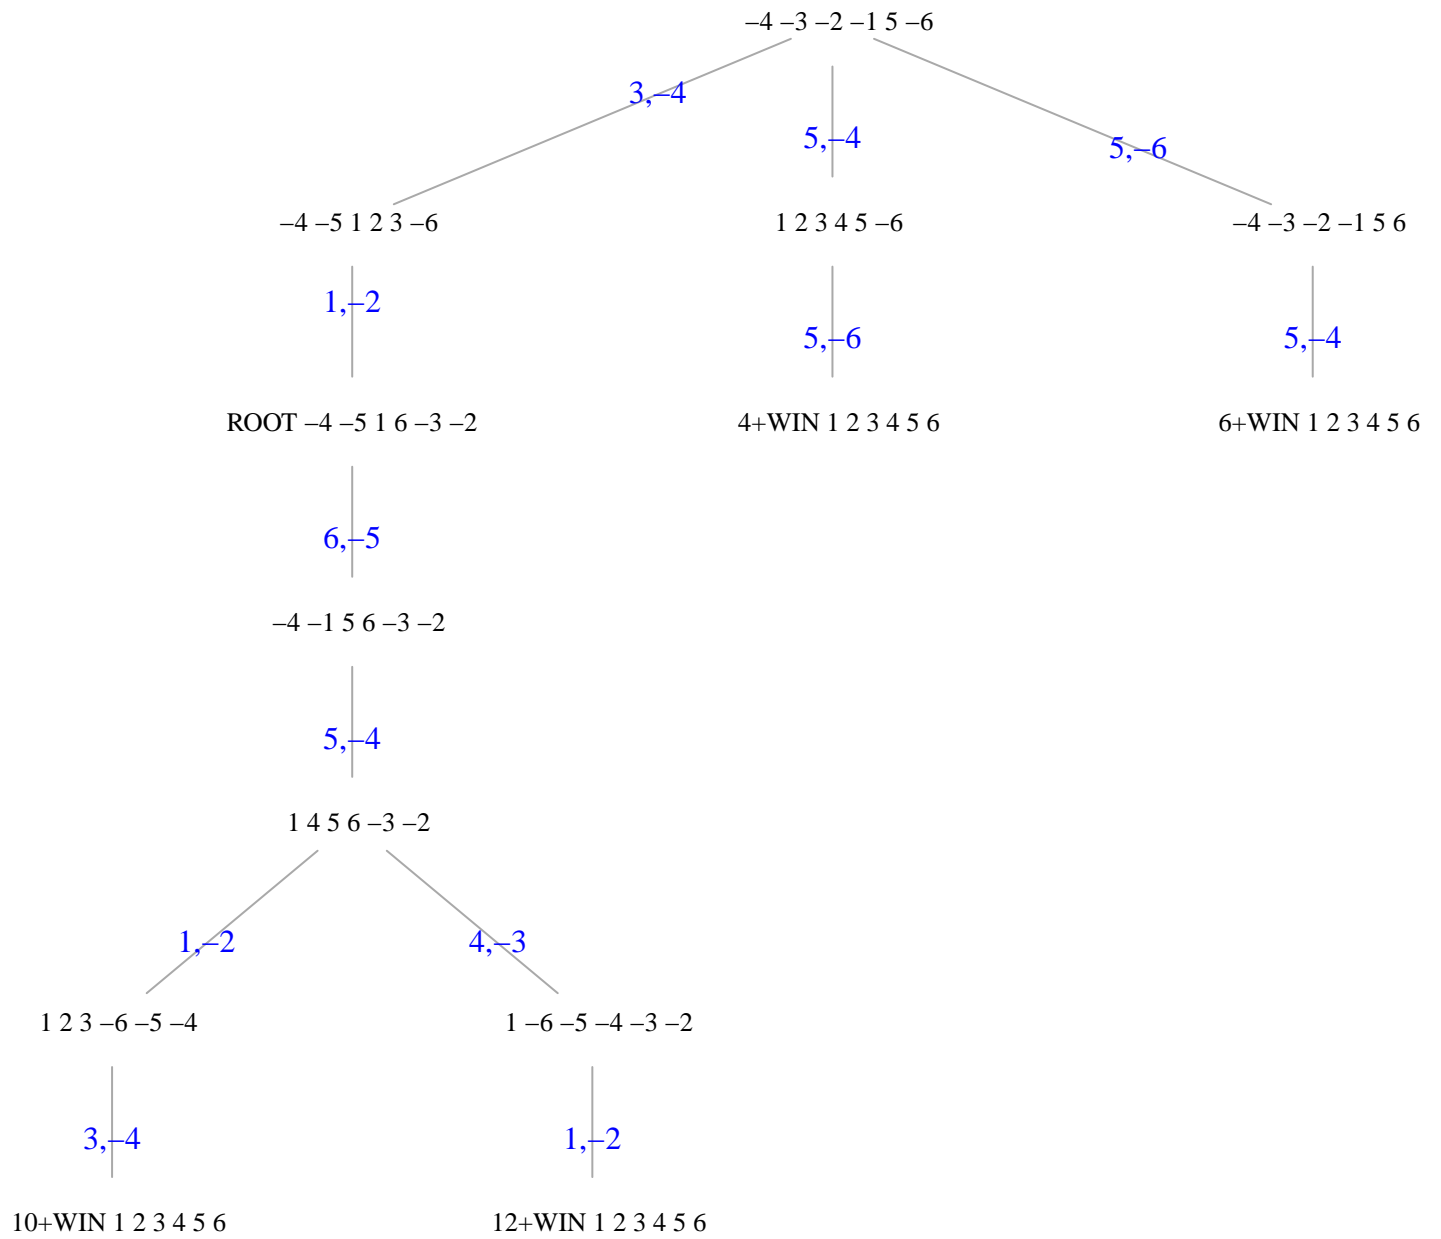 –4 –3 –2 –1 5 –6
3,–4
5,–4
5,–6
–4 –5 1 2 3 –6
1 2 3 4 5 –6
–4 –3 –2 –1 5 6
1,–2
5,–6
5,–4
ROOT –4 –5 1 6 –3 –2
4+WIN 1 2 3 4 5 6
6+WIN 1 2 3 4 5 6
6,–5
–4 –1 5 6 –3 –2
5,–4
1 4 5 6 –3 –2
1,–2
4,–3
1 2 3 –6 –5 –4
1 –6 –5 –4 –3 –2
3,–4
1,–2
10+WIN 1 2 3 4 5 6
12+WIN 1 2 3 4 5 6